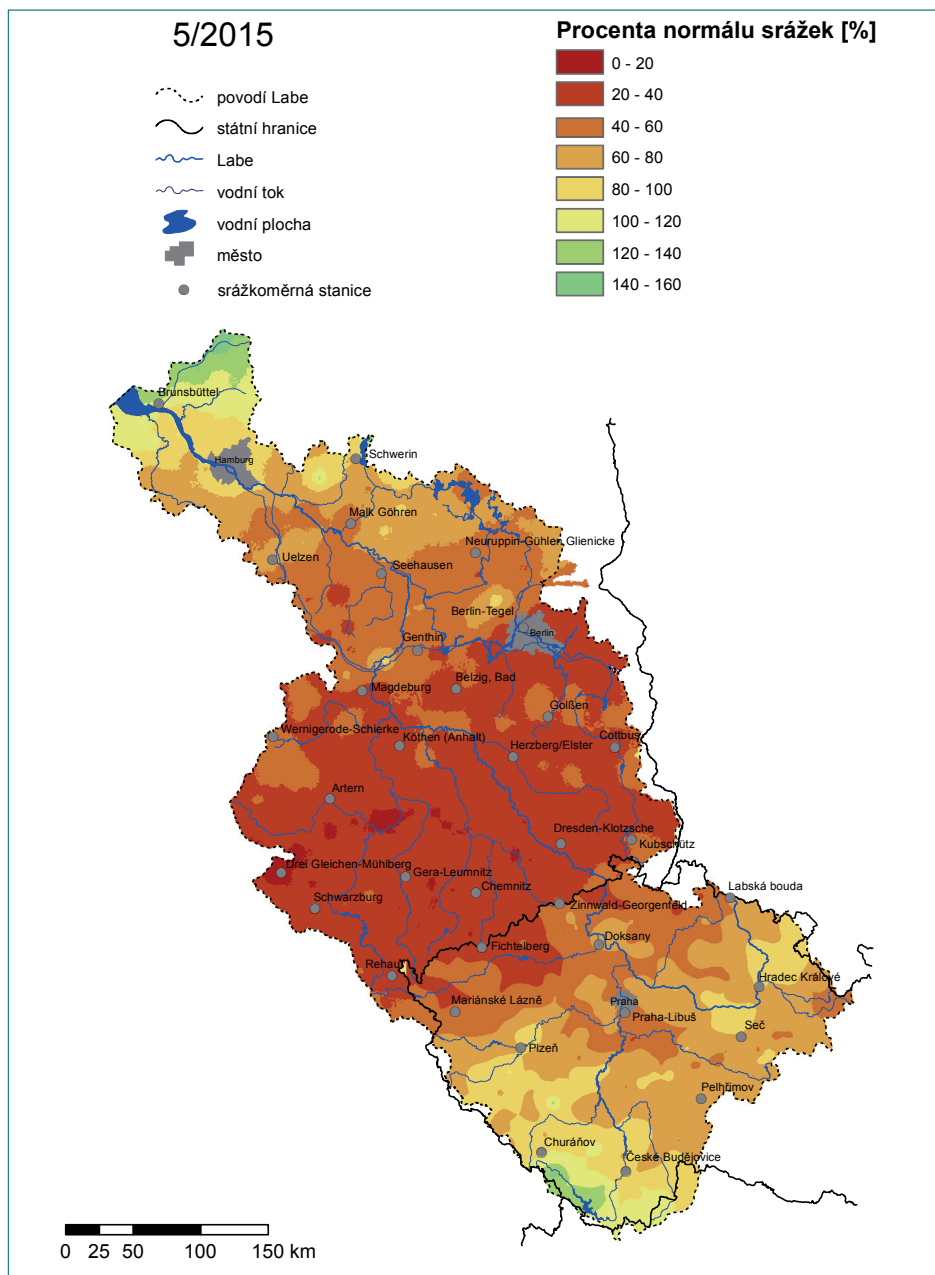 5/2015
povodí Labe
státní hranice
Labe
vodní tok
vodní plocha
město
srážkoměrná stanice
Procenta normálu srážek [%]
0 - 20
20 - 40
40 - 60
60 - 80
80 - 100
100 - 120
120 - 140
140 - 160
Brunsbüttel
Hamburg
Schwerin
Malk Göhren
Neuruppin-Gühlen Glienicke
Uelzen
Seehausen
Berlin-Tegel
Berlin
Genthin
Magdeburg
Belzig, Bad
Golßen
Wernigerode-Schierke
Köthen (Anhalt)
Herzberg/Elster
Cottbus
Artern
Dresden-Klotzsche
Kubschütz
Drei Gleichen-Mühlberg
Gera-Leumnitz
Chemnitz
Labská bouda
Schwarzburg
Zinnwald-Georgenfeld
Doksany
Fichtelberg
Rehau
Hradec Králové
Mariánské Lázně
Praha
Praha-Libuš
Seč
Plzeň
Pelhřimov
Churáňov
České Budějovice
0 25 50 100 150 km